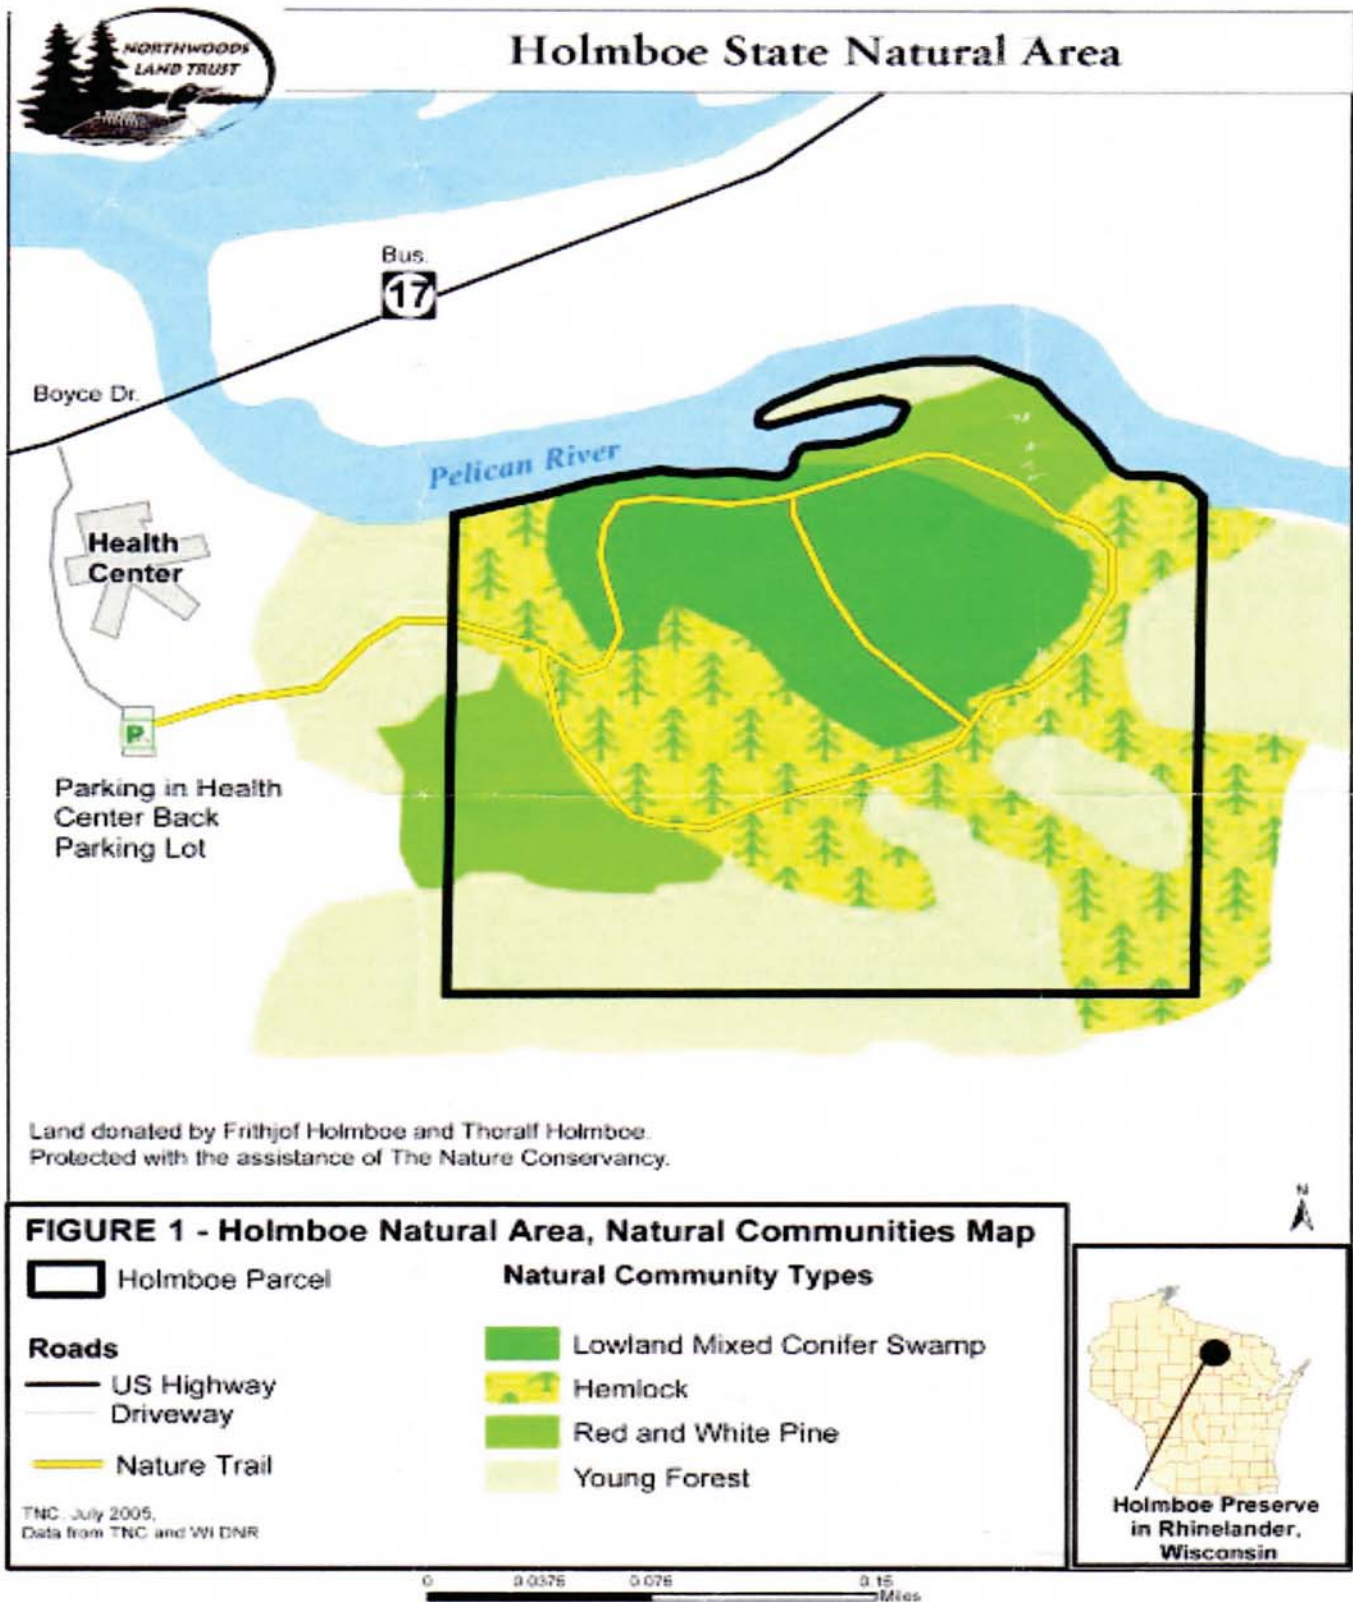 NORTHWOODS
LAND TRUST
Holmboe State Natural Area
Bus.
17
Boyce Dr.
Pelican River
Health
Center
P
Parking in Health
Center Back
Parking Lot
Land donated by Frithjof Holmboe and Thoralf Holmboe.
Protected with the assistance of The Nature Conservancy.
N
FIGURE 1 - Holmboe Natural Area, Natural Communities Map
Holmboe Parcel
Roads
US Highway
Driveway
Nature Trail
TNC. July 2005.
Data from TNC and WI DNR
Natural Community Types
Lowland Mixed Conifer Swamp
Hemlock
Red and White Pine
Young Forest
Holmboe Preserve
in Rhinelander,
Wisconsin
0 0.0375 0.075 0.15
Miles